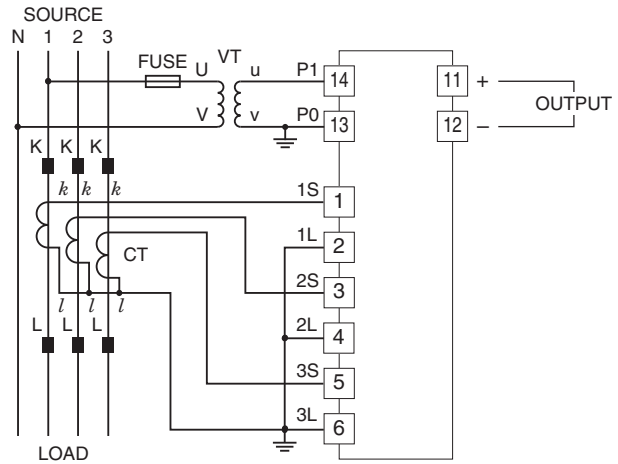 SOURCE
N 1 2 3
FUSE
VT
U u P1 14 11 +
OUTPUT
V v P0 13 12 –
K K K
k k k
1S 1
1L 2
CT
2S 3
l l l
L L L
2L 4
3S 5
3L 6
LOAD